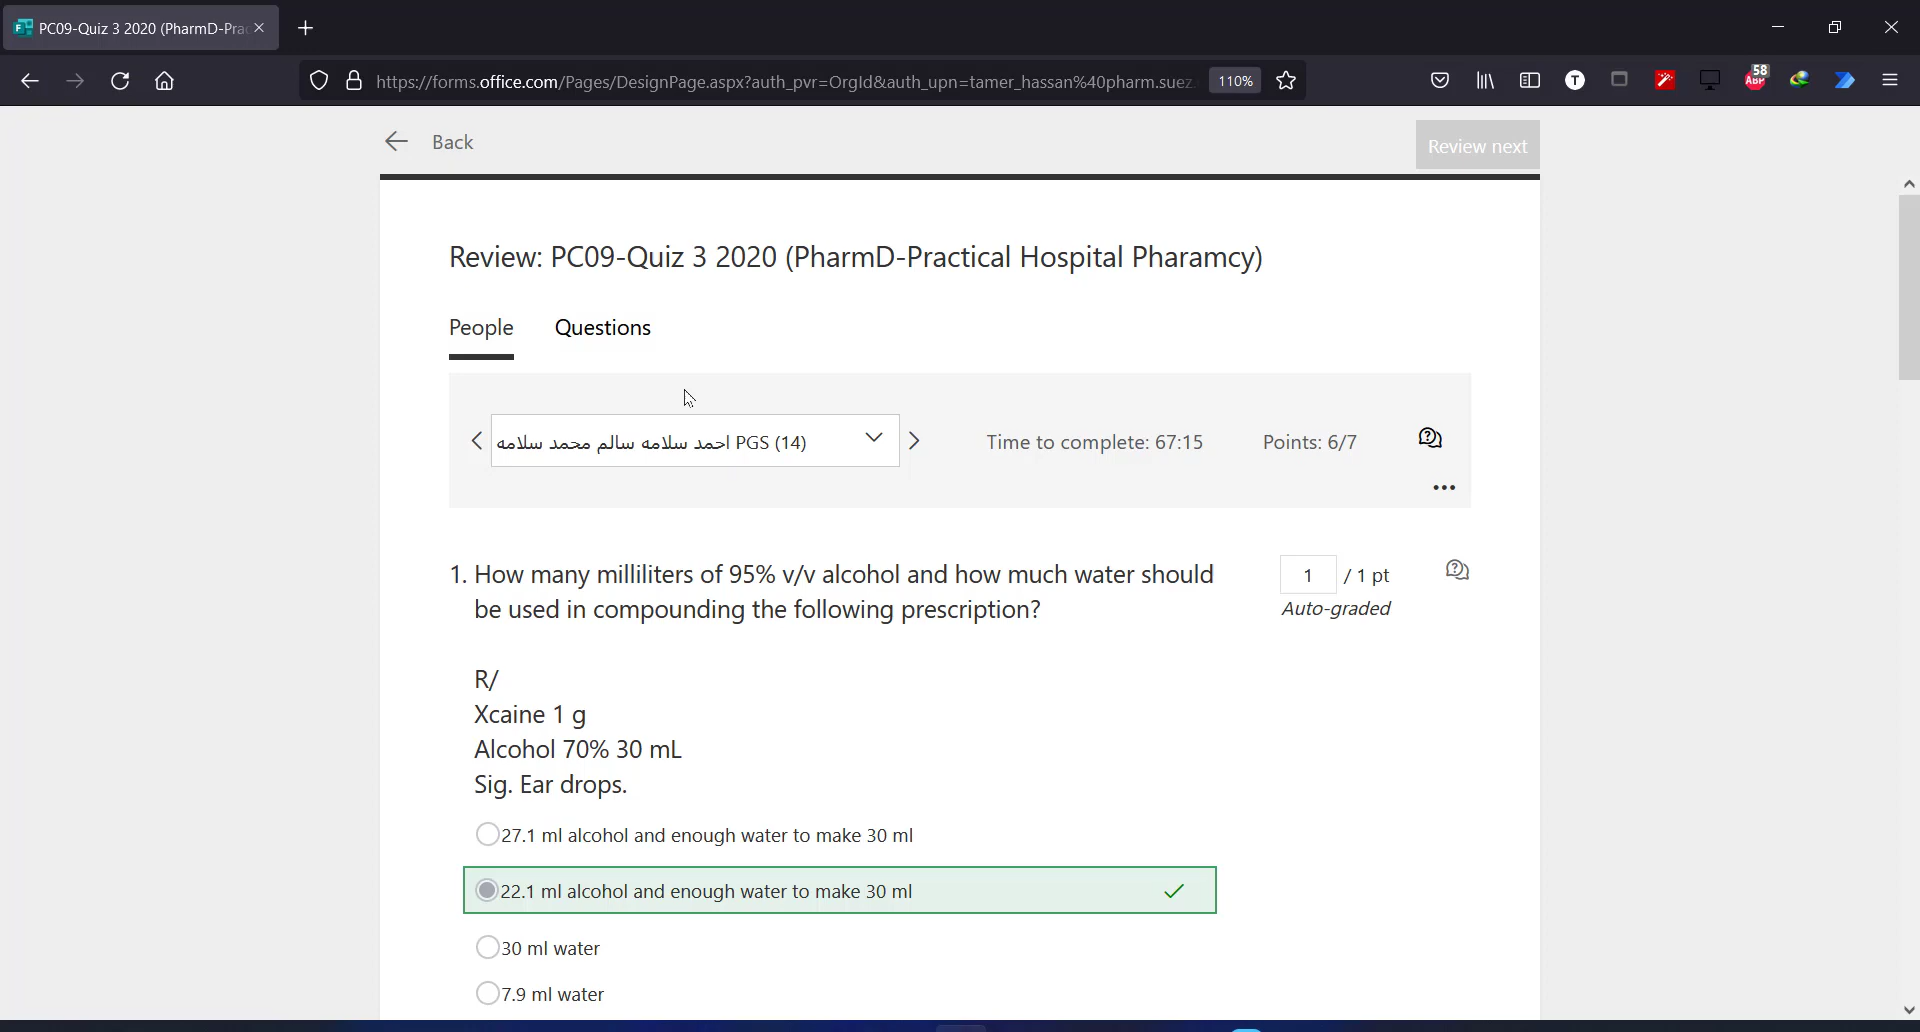 PC09-Quiz 3 2020 (PharmD-Prac
https://forms.office.com/Pages/DesignPage.aspx?auth_pvr=OrgId&auth_upn=tamer_hassan%40pharm.suez.
110%
T
58
ABP
Back
Review next
Review: PC09-Quiz 3 2020 (PharmD-Practical Hospital Pharamcy)
People
Questions
احمد سلامه سالم محمد سلامه PGS (14)
Time to complete: 67:15
Points: 6/7
1. How many milliliters of 95% v/v alcohol and how much water should
be used in compounding the following prescription?
1 / 1 pt
Auto-graded
R/
Xcaine 1 g
Alcohol 70% 30 mL
Sig. Ear drops.
27.1 ml alcohol and enough water to make 30 ml
22.1 ml alcohol and enough water to make 30 ml
30 ml water
7.9 ml water